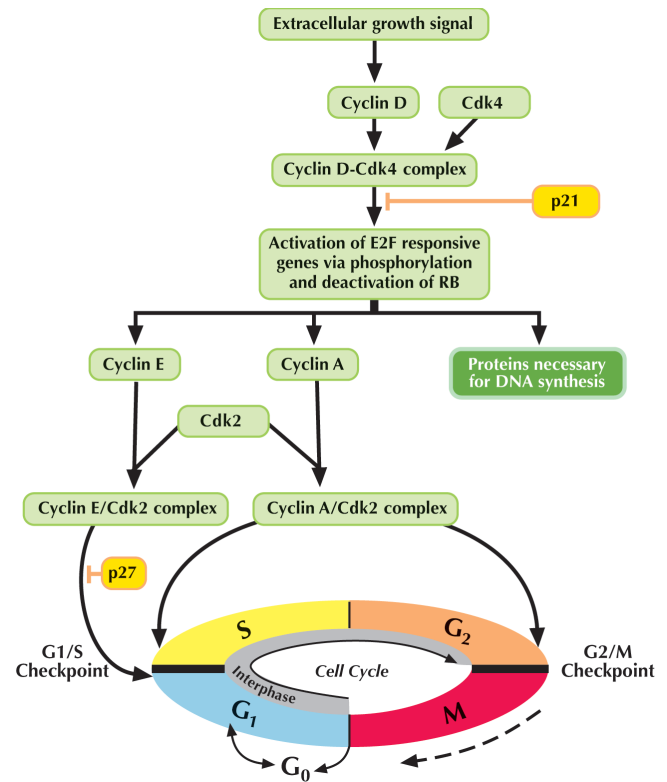 Extracellular growth signal
Cyclin D
Cdk4
Cyclin D-Cdk4 complex
p21
Activation of E2F responsive
genes via phosphorylation
and deactivation of RB
Cyclin E
Cyclin A
Proteins necessary
for DNA synthesis
Cdk2
Cyclin E/Cdk2 complex
Cyclin A/Cdk2 complex
p27
G1/S
Checkpoint
S
G2
G2/M
Checkpoint
Cell Cycle
Interphase
G1
M
G0